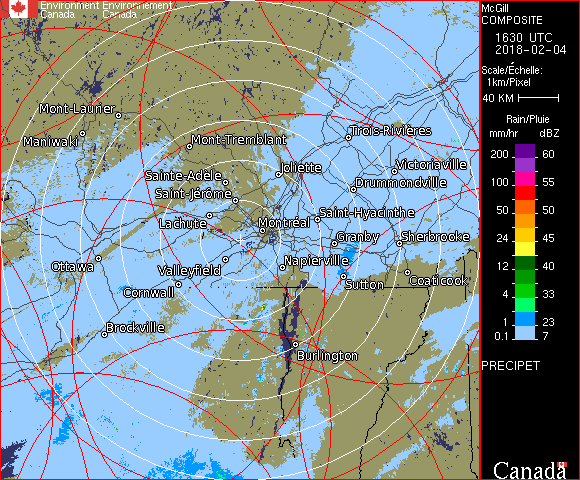 Environment Environnement
Canada Canada
McGill
COMPOSITE
1630 UTC
2018-02-04
Scale/Échelle:
1km/Pixel
40 KM
Rain/Pluie
mm/hr dBZ
200 60
100 55
50 50
24 45
12 40
4 33
1 23
0.1 7
PRECIPET
Canada
Mont-Laurier
Maniwaki
Mont-Tremblant
Trois-Rivières
Joliette
Victoriaville
Sainte-Adèle
Drummondville
Saint-Jérôme
Saint-Hyacinthe
Lachute
Montréal
Granby
Sherbrooke
Ottawa
Valleyfield
Napierville
Cornwall
Sutton
Coaticook
Brockville
Burlington